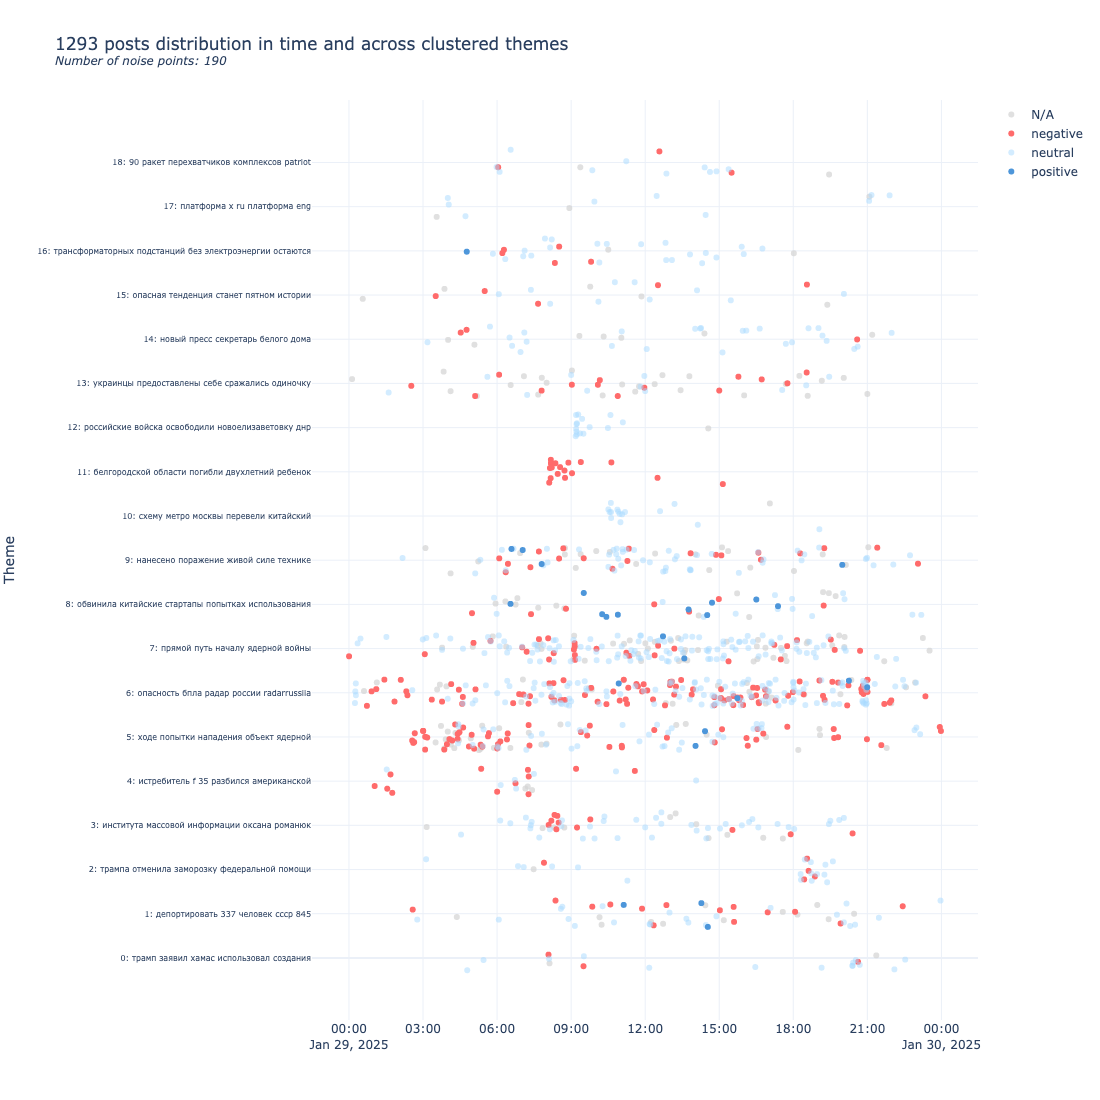 1293 posts distribution in time and across clustered themes
Number of noise points: 190
N/A
negative
neutral
positive
Theme
18: 90 ракет перехватчиков комплексов patriot
17: платформа x ru платформа eng
16: трансформаторных подстанций без электроэнергии остаются
15: опасная тенденция станет пятном истории
14: новый пресс секретарь белого дома
13: украинцы предоставлены себе сражались одиночку
12: российские войска освободили новоелизаветовку днр
11: белгородской области погибли двухлетний ребенок
10: схему метро москвы перевели китайский
9: нанесено поражение живой силе технике
8: обвинила китайские стартапы попытках использования
7: прямой путь началу ядерной войны
6: опасность бпла радар россии radarrussiia
5: ходе попытки нападения объект ядерной
4: истребитель f 35 разбился американской
3: института массовой информации оксана романюк
2: трампа отменила заморозку федеральной помощи
1: депортировать 337 человек ссср 845
0: трамп заявил хамас использовал создания
00:00 03:00 06:00 09:00 12:00 15:00 18:00 21:00 00:00
Jan 29, 2025 Jan 30, 2025